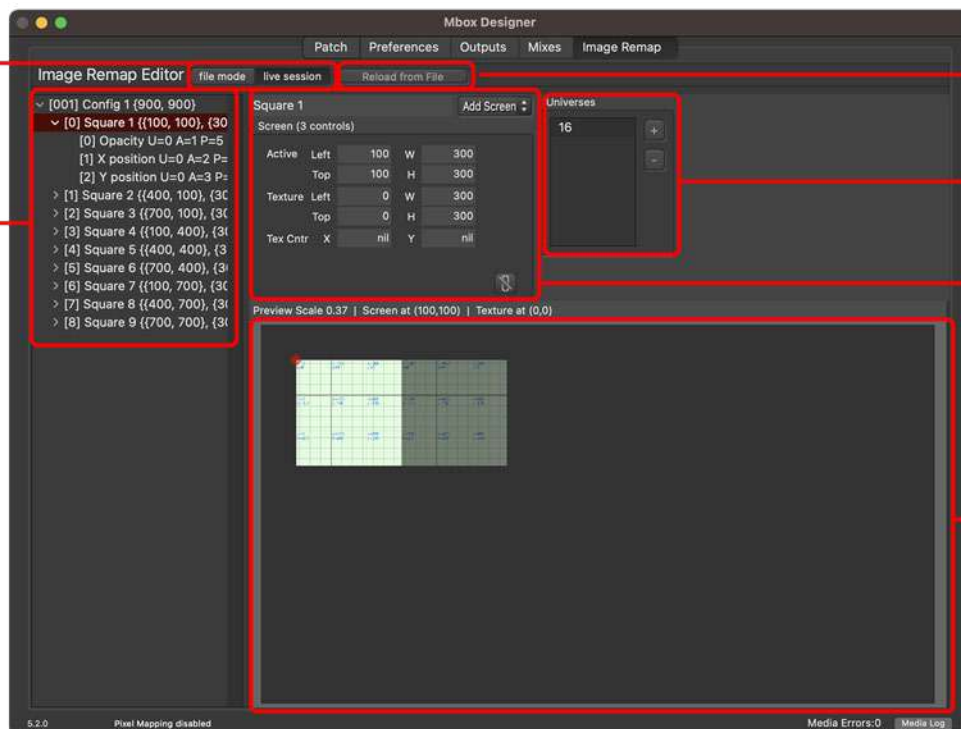 Mbox Designer
Patch Preferences Outputs Mixes Image Remap
Image Remap Editor file mode live session Reload from File
[001] Config 1 {900, 900}
[0] Square 1 {{100, 100}, {30
[0] Opacity U=0 A=1 P=5
[1] X position U=0 A=2 P=
[2] Y position U=0 A=3 P=
[1] Square 2 {{400, 100}, {30
[2] Square 3 {{700, 100}, {30
[3] Square 4 {{100, 400}, {30
[4] Square 5 {{400, 400}, {3
[5] Square 6 {{700, 400}, {30
[6] Square 7 {{100, 700}, {30
[7] Square 8 {{400, 700}, {30
[8] Square 9 {{700, 700}, {30
Square 1 Add Screen
Screen (3 controls)
Active Left 100 W 300
Top 100 H 300
Texture Left 0 W 300
Top 0 H 300
Tex Cntr X nil Y nil
Universes
16
+
-
Preview Scale 0.37 | Screen at (100,100) | Texture at (0,0)
5.2.0 Pixel Mapping disabled Media Errors:0 Media Log